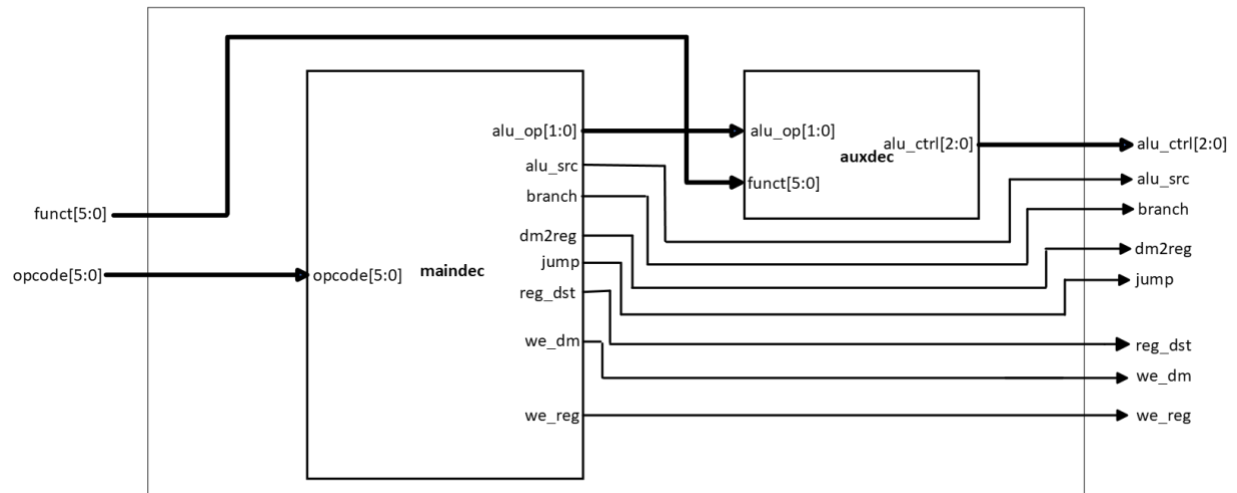 funct[5:0]
opcode[5:0]
opcode[5:0]
maindec
alu_op[1:0]
alu_src
branch
dm2reg
jump
reg_dst
we_dm
we_reg
alu_op[1:0]
funct[5:0]
auxdec
alu_ctrl[2:0]
alu_ctrl[2:0]
alu_src
branch
dm2reg
jump
reg_dst
we_dm
we_reg